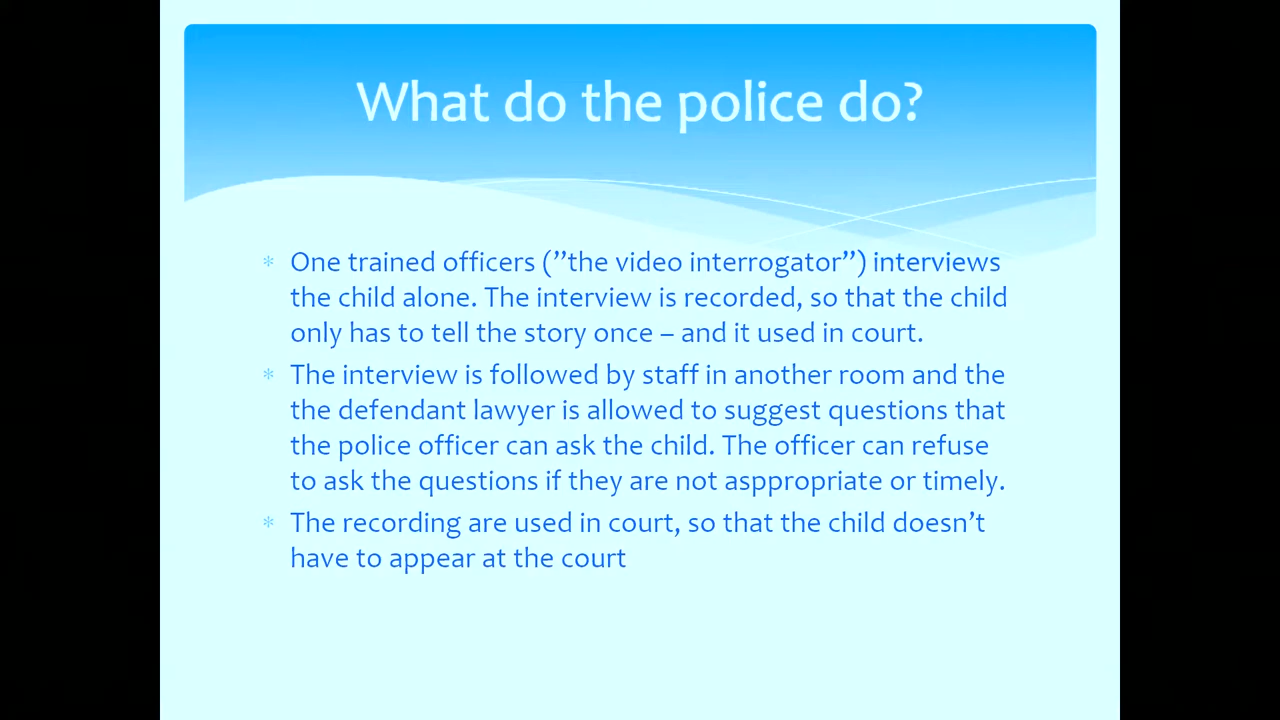 What do the police do?
* One trained officers (”the video interrogator”) interviews
the child alone. The interview is recorded, so that the child
only has to tell the story once – and it used in court.
* The interview is followed by staff in another room and the
the defendant lawyer is allowed to suggest questions that
the police officer can ask the child. The officer can refuse
to ask the questions if they are not asppropriate or timely.
* The recording are used in court, so that the child doesn’t
have to appear at the court